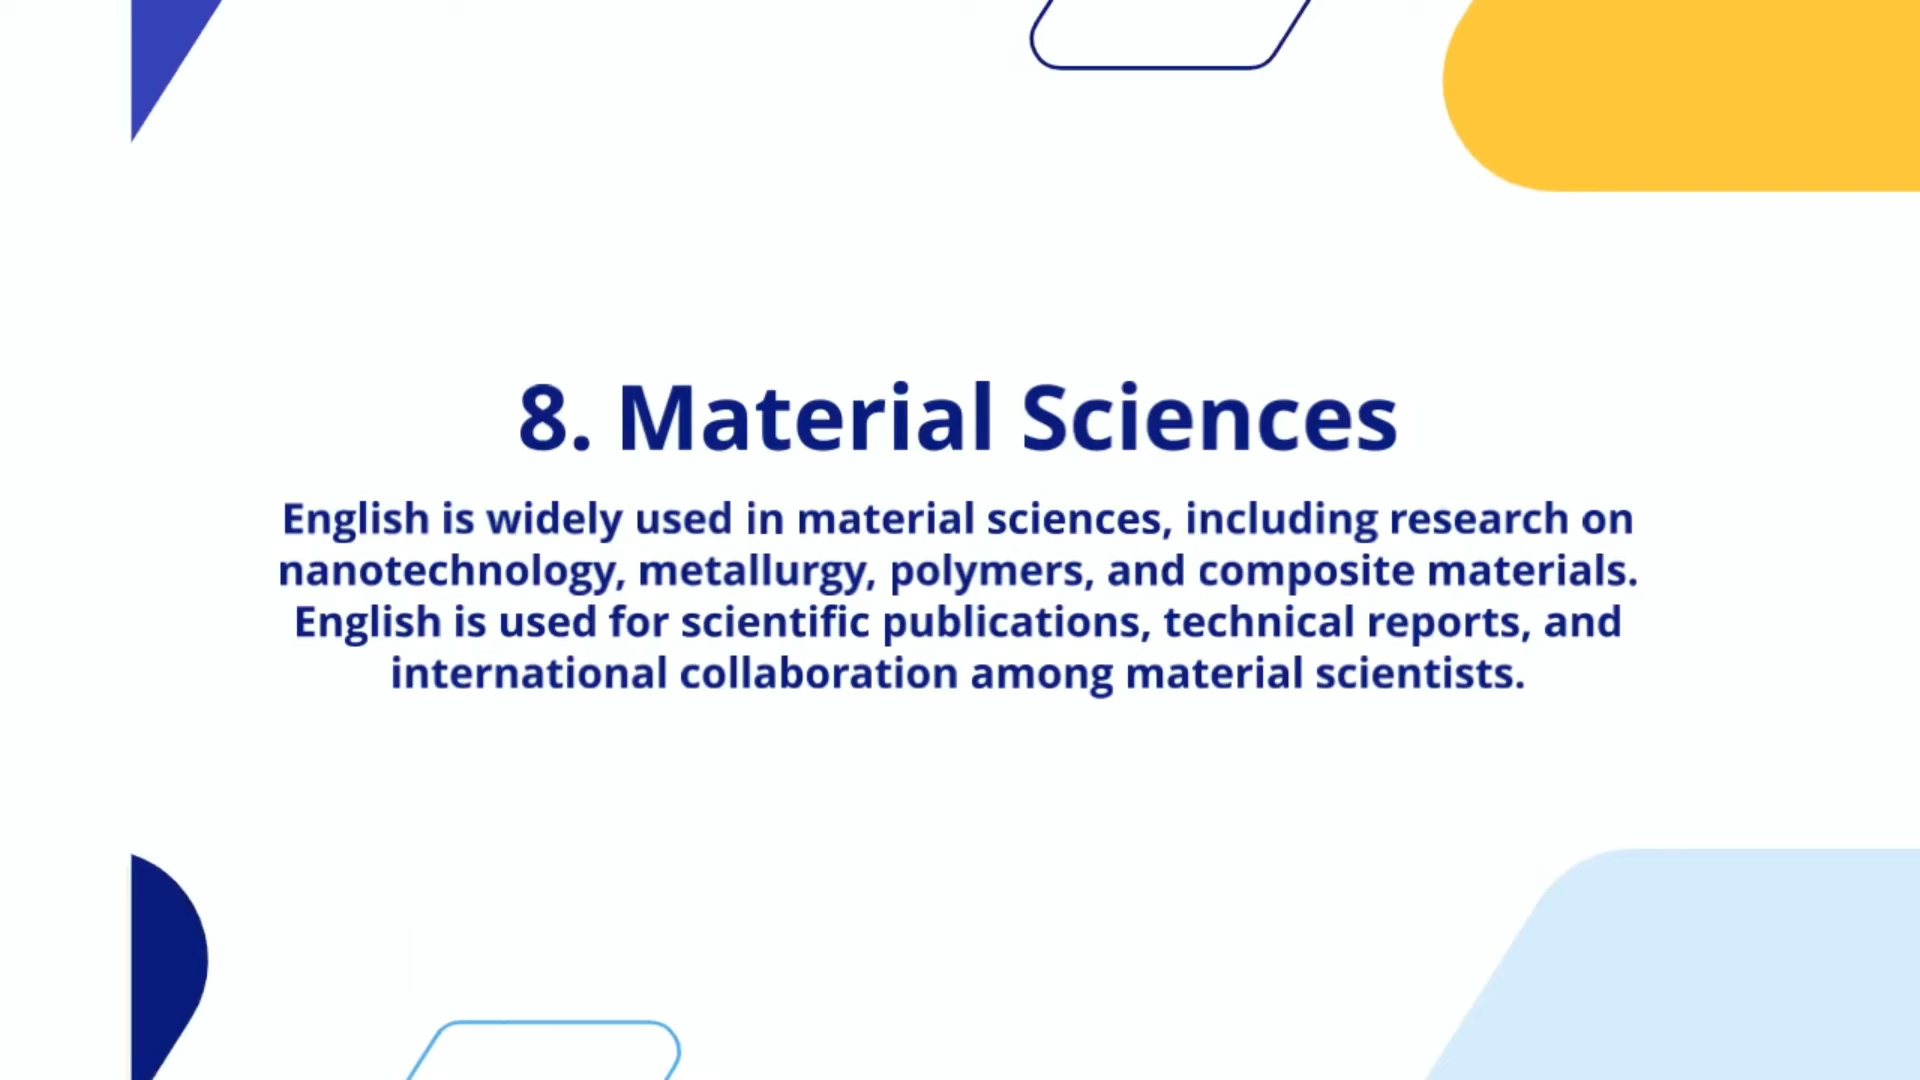 8. Material Sciences
English is widely used in material sciences, including research on
nanotechnology, metallurgy, polymers, and composite materials.
English is used for scientific publications, technical reports, and
international collaboration among material scientists.